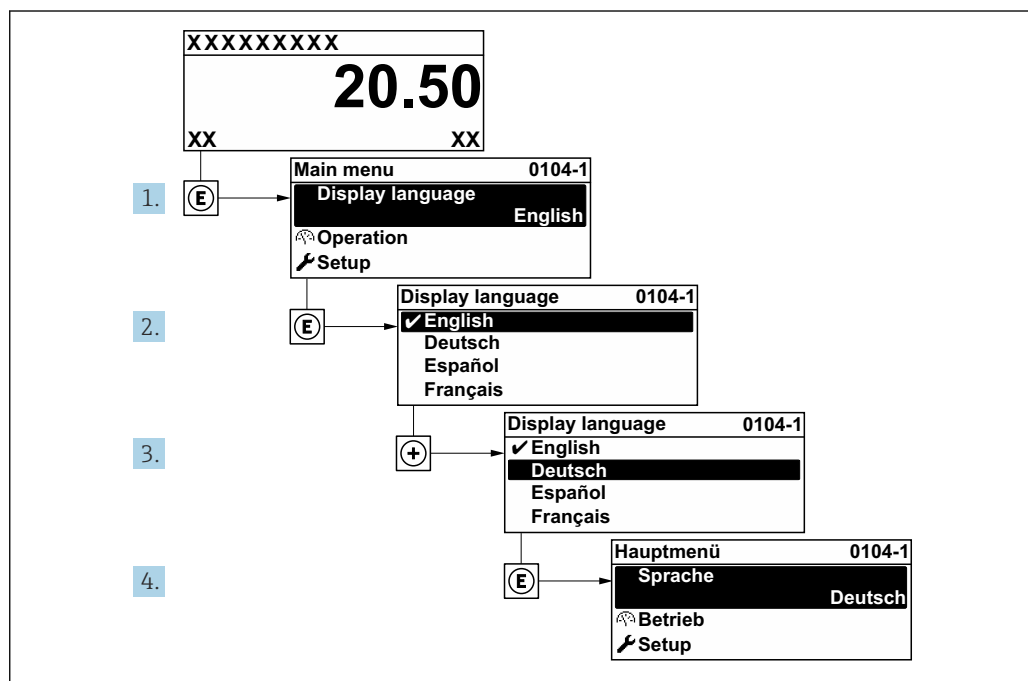 XXXXXXXXX
20.50
XX XX
1. E
Main menu 0104-1
Display language
English
Operation
Setup
2. E
Display language 0104-1
✔English
Deutsch
Español
Français
3. +
Display language 0104-1
✔English
Deutsch
Español
Français
4. E
Hauptmenü 0104-1
Sprache
Deutsch
Betrieb
Setup